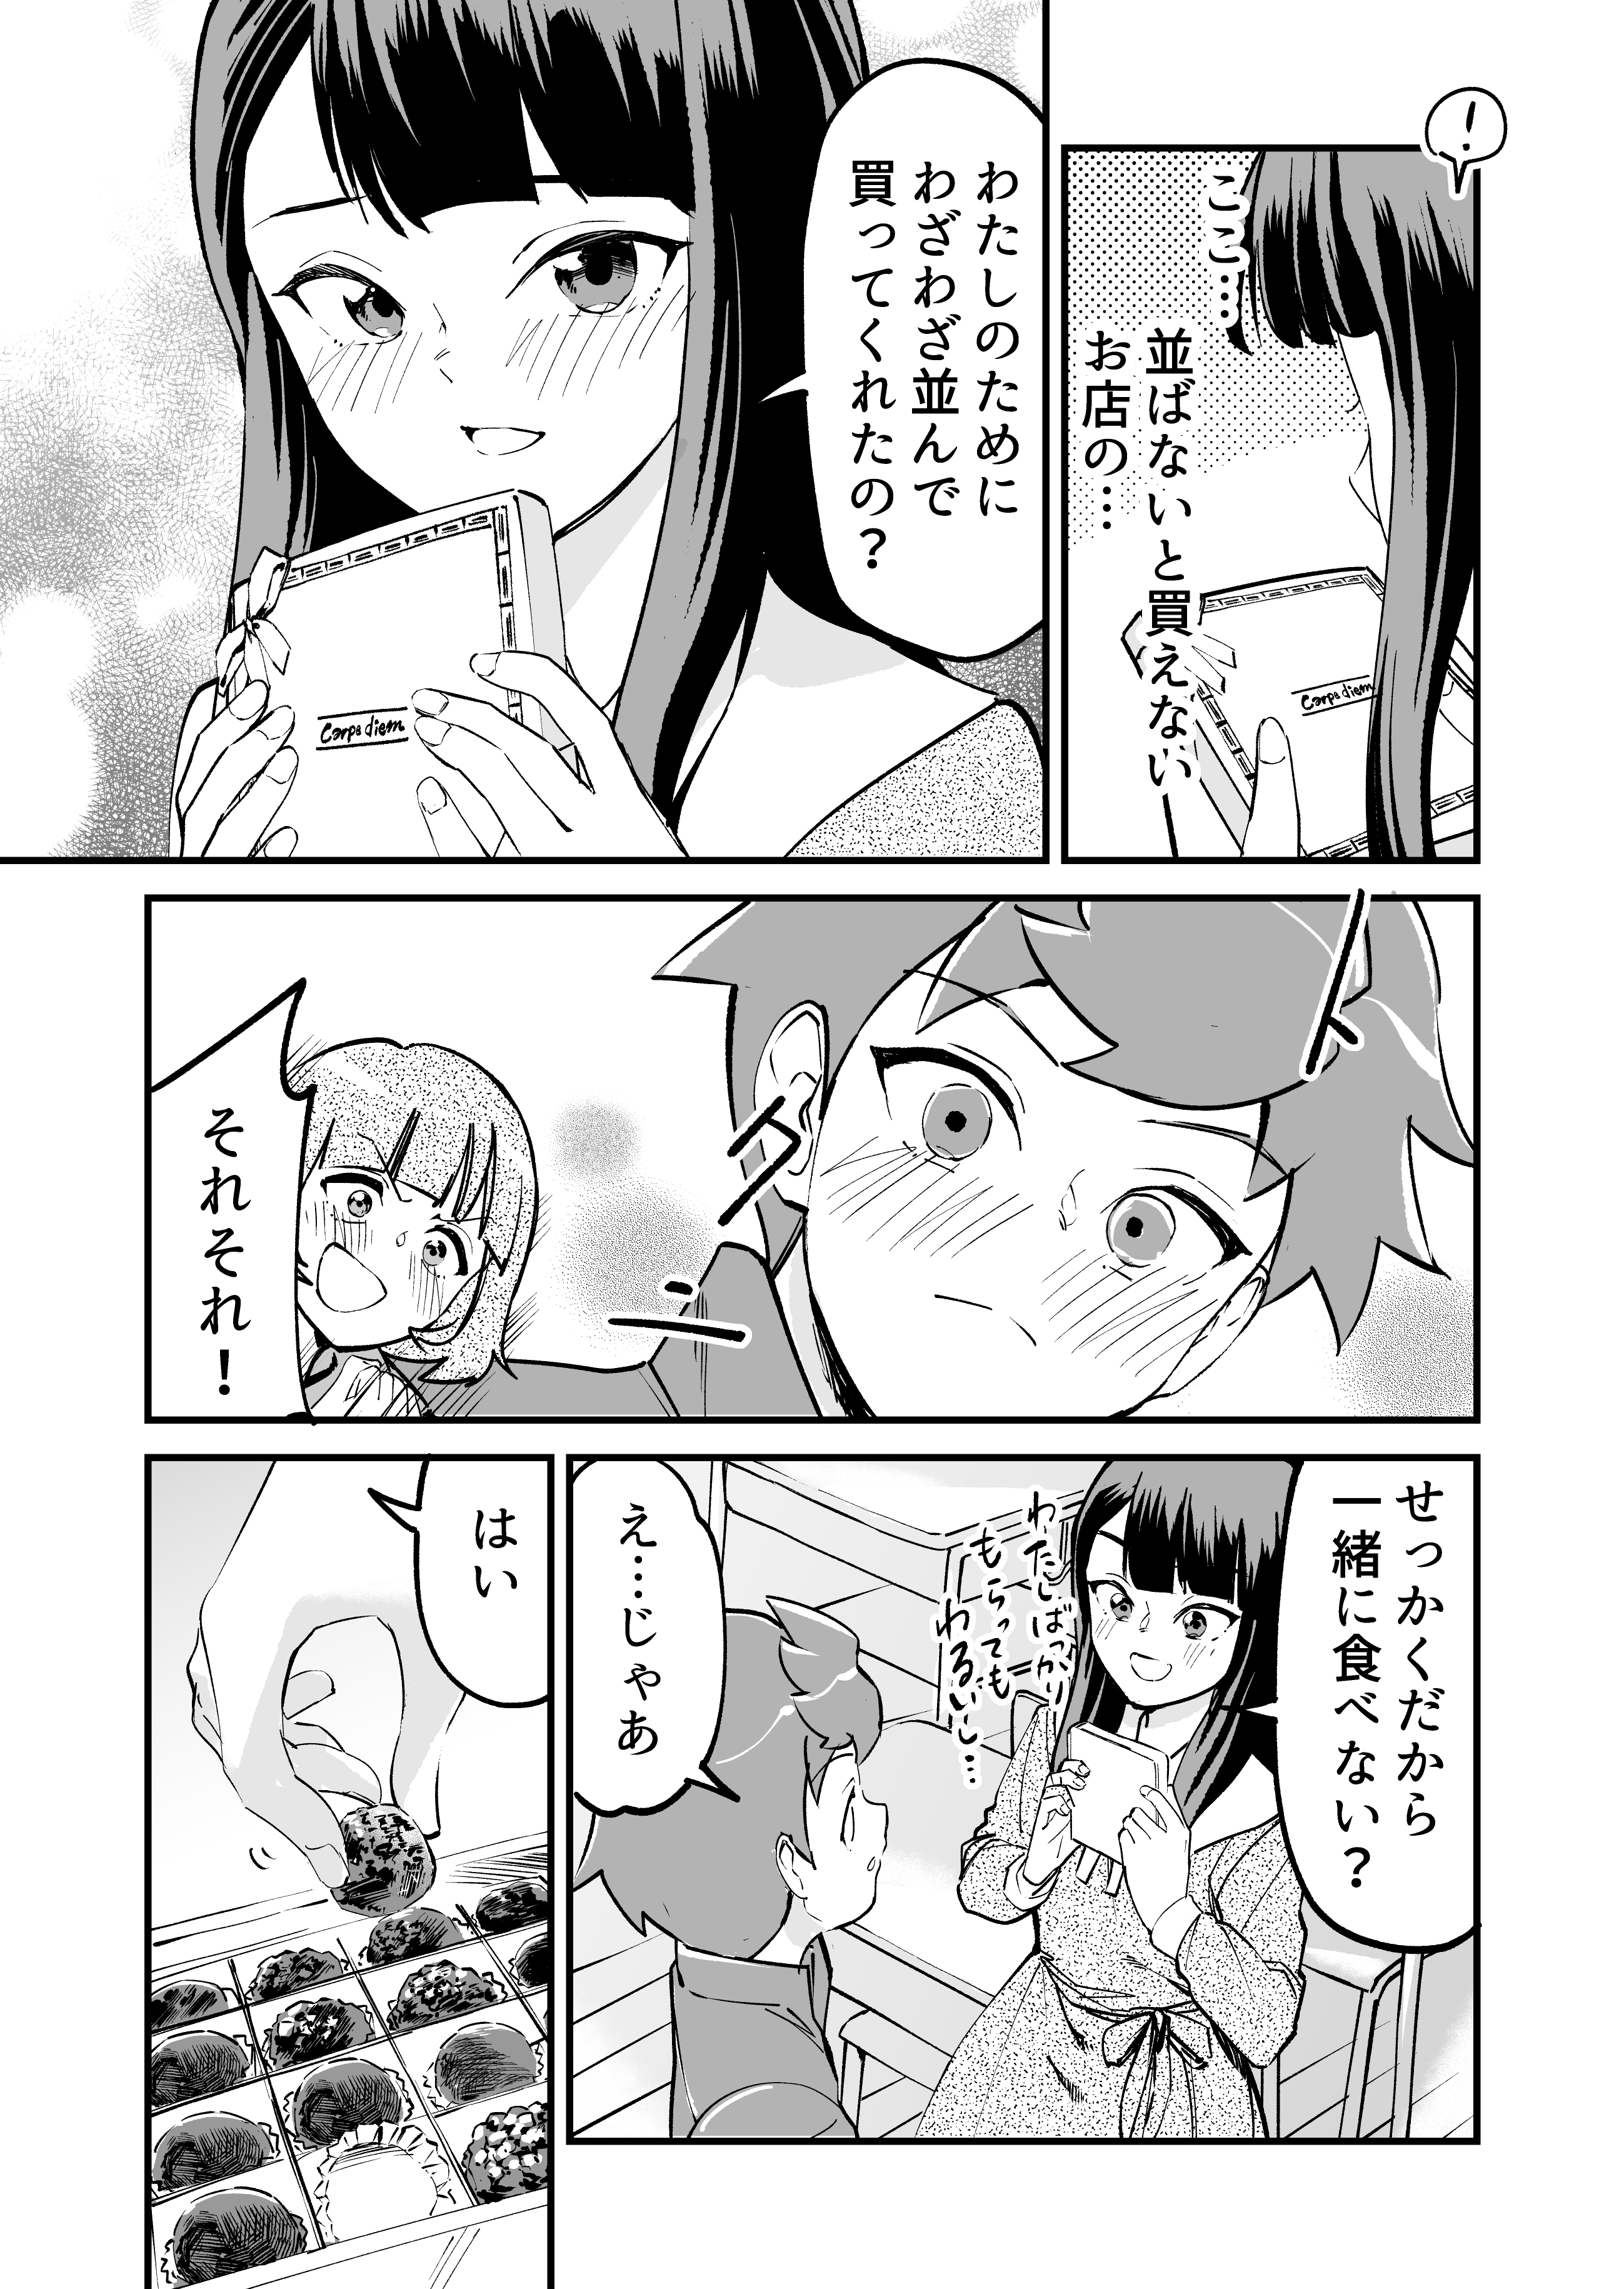 ！
ここ…
並ばないと買えない
お店の…
Carpe diem
わたしのために
わざわざ並んで
買ってくれたの？
Carpe diem
ドクニ
それそれ！
せっかくだから
一緒に食べない？
わたしばっかり
もらっても
わるいし…
え…じゃあ
はい